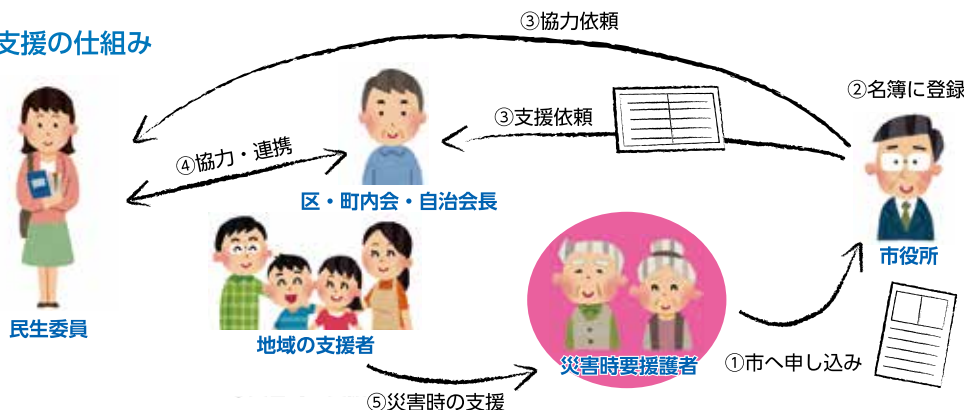 支援の仕組み
③協力依頼
②名簿に登録
③支援依頼
④協力・連携
区・町内会・自治会長
市役所
民生委員
地域の支援者
災害時要援護者
①市へ申し込み
⑤災害時の支援